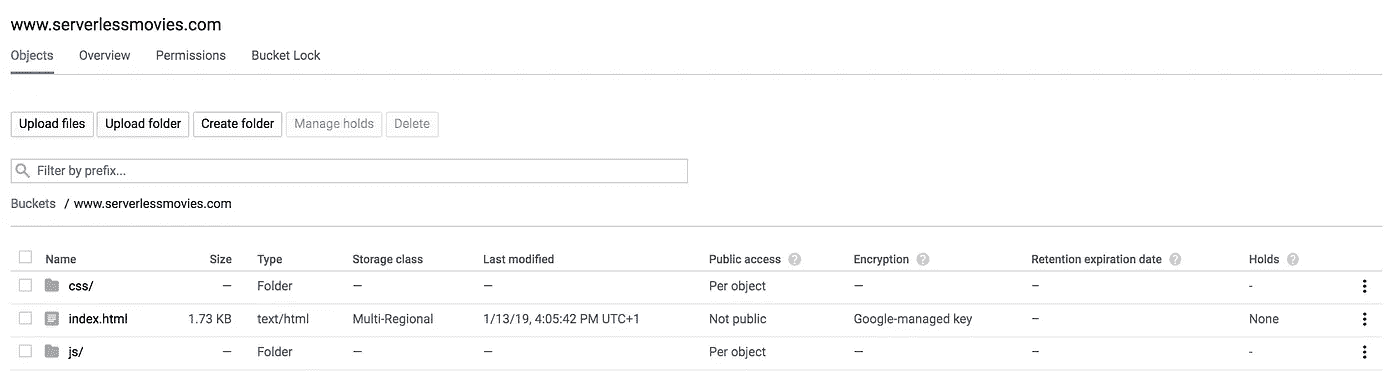 www.serverlessmovies.com
Objects Overview Permissions Bucket Lock
Upload files Upload folder Create folder Manage holds Delete
Filter by prefix...
Buckets / www.serverlessmovies.com
Name Size Type Storage class Last modified Public access ? Encryption ? Retention expiration date ? Holds ?
css/ — Folder — — Per object — – -
index.html 1.73 KB text/html Multi-Regional 1/13/19, 4:05:42 PM UTC+1 Not public Google-managed key – None
js/ — Folder — — Per object — – -